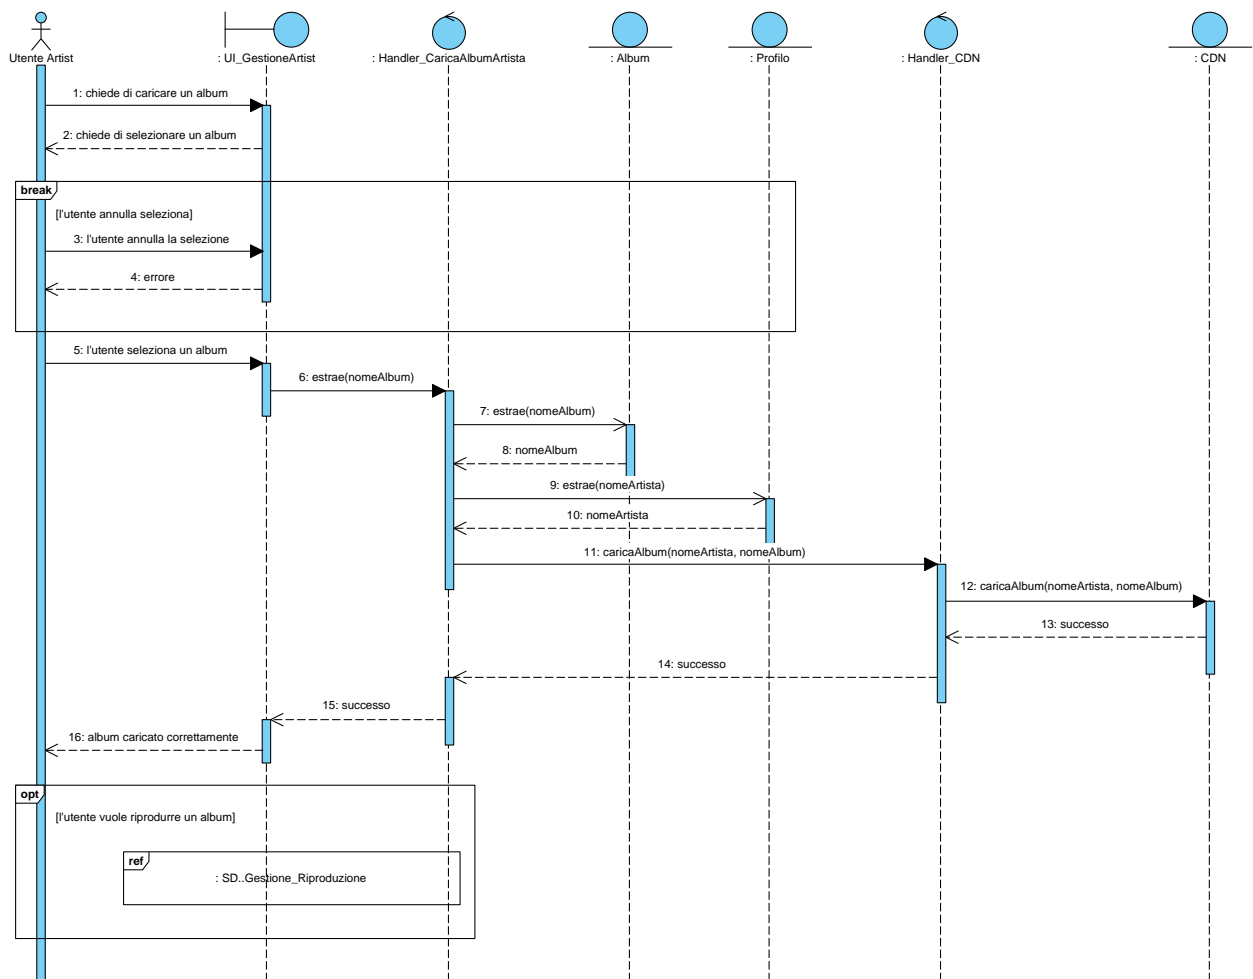 Utente Artist
: UI_GestioneArtist
: Handler_CaricaAlbumArtista
: Album
: Profilo
: Handler_CDN
: CDN
1: chiede di caricare un album
2: chiede di selezionare un album
break
[l'utente annulla seleziona]
3: l'utente annulla la selezione
4: errore
5: l'utente seleziona un album
6: estrae(nomeAlbum)
7: estrae(nomeAlbum)
8: nomeAlbum
9: estrae(nomeArtista)
10: nomeArtista
11: caricaAlbum(nomeArtista, nomeAlbum)
12: caricaAlbum(nomeArtista, nomeAlbum)
13: successo
14: successo
15: successo
16: album caricato correttamente
opt
[l'utente vuole riprodurre un album]
ref
: SD..Gestione_Riproduzione